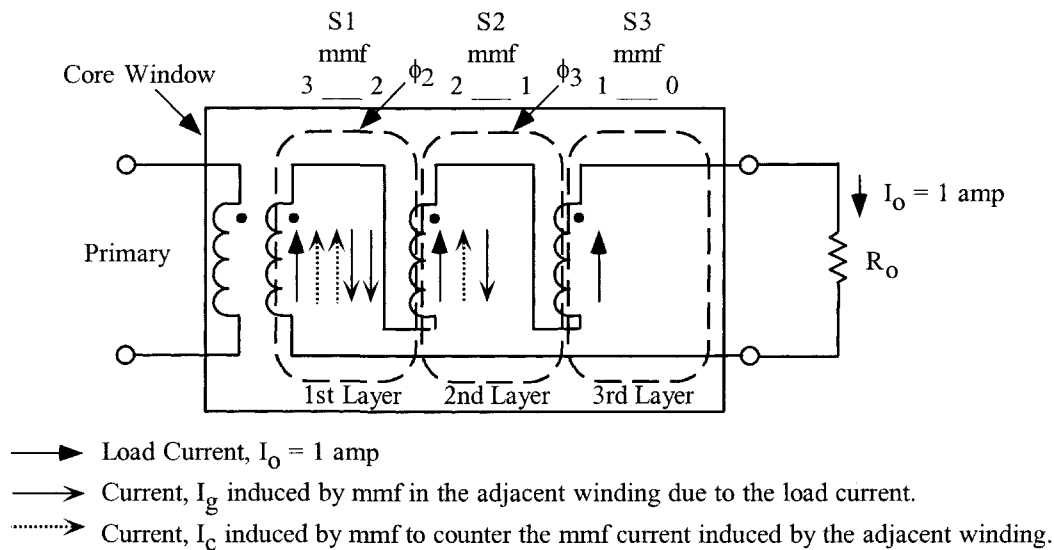 S1 S2 S3
mmf mmf mmf
Core Window 3 2 ϕ2 2 1 ϕ3 1 0
Io = 1 amp
Primary
Ro
1st Layer 2nd Layer 3rd Layer
Load Current, Io = 1 amp
Current, Ig induced by mmf in the adjacent winding due to the load current.
Current, Ic induced by mmf to counter the mmf current induced by the adjacent winding.